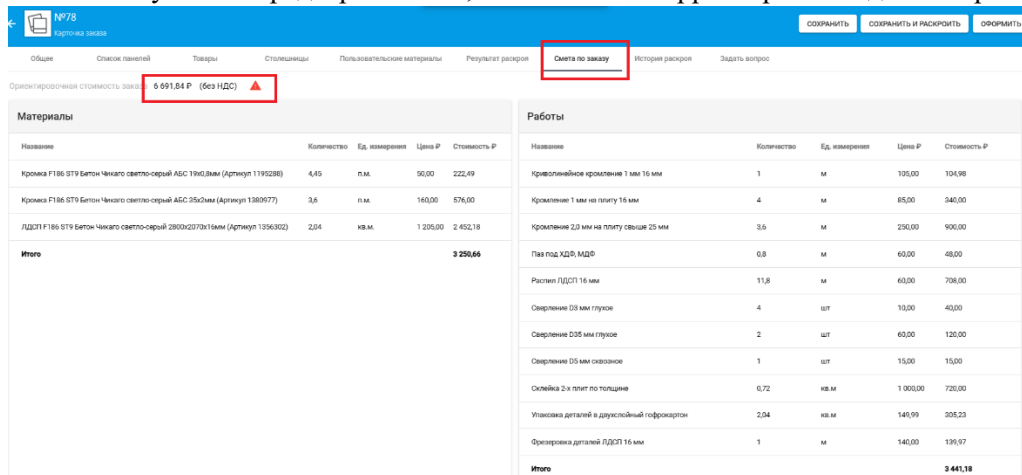 №78
Карточка заказа
СОХРАНИТЬ СОХРАНИТЬ И РАСКРОИТЬ ОФОРМИТЬ
Общее Список панелей Товары Столешницы Пользовательские материалы Результат раскроя Смета по заказу История раскроя Задать вопрос
Ориентировочная стоимость заказа 6 691,84 ₽ (без НДС)
Материалы
Название Количество Ед. измерения Цена ₽ Стоимость ₽
Кромка F186 ST9 Бетон Чикаго светло-серый АБС 19х0,8мм (Артикул 1195288) 4,45 п.м. 50,00 222,49
Кромка F186 ST9 Бетон Чикаго светло-серый АБС 35х2мм (Артикул 1380977) 3,6 п.м. 160,00 576,00
ЛДСП F186 ST9 Бетон Чикаго светло-серый 2800х2070х16мм (Артикул 1356302) 2,04 кв.м. 1 205,00 2 452,18
Итого 3 250,66
Работы
Название Количество Ед. измерения Цена ₽ Стоимость ₽
Криволинейное кромление 1 мм 16 мм 1 м 105,00 104,98
Кромление 1 мм на плиту 16 мм 4 м 85,00 340,00
Кромление 2,0 мм на плиту свыше 25 мм 3,6 м 250,00 900,00
Паз под ХДФ, МДФ 0,8 м 60,00 48,00
Распил ЛДСП 16 мм 11,8 м 60,00 708,00
Сверление D3 мм глухое 4 шт 10,00 40,00
Сверление D35 мм глухое 2 шт 60,00 120,00
Сверление D5 мм сквозное 1 шт 15,00 15,00
Склейка 2-х плит по толщине 0,72 кв.м 1 000,00 720,00
Упаковка деталей в двухслойный гофрокартон 2,04 кв.м 149,99 305,23
Фрезеровка деталей ЛДСП 16 мм 1 м 140,00 139,97
Итого 3 441,18